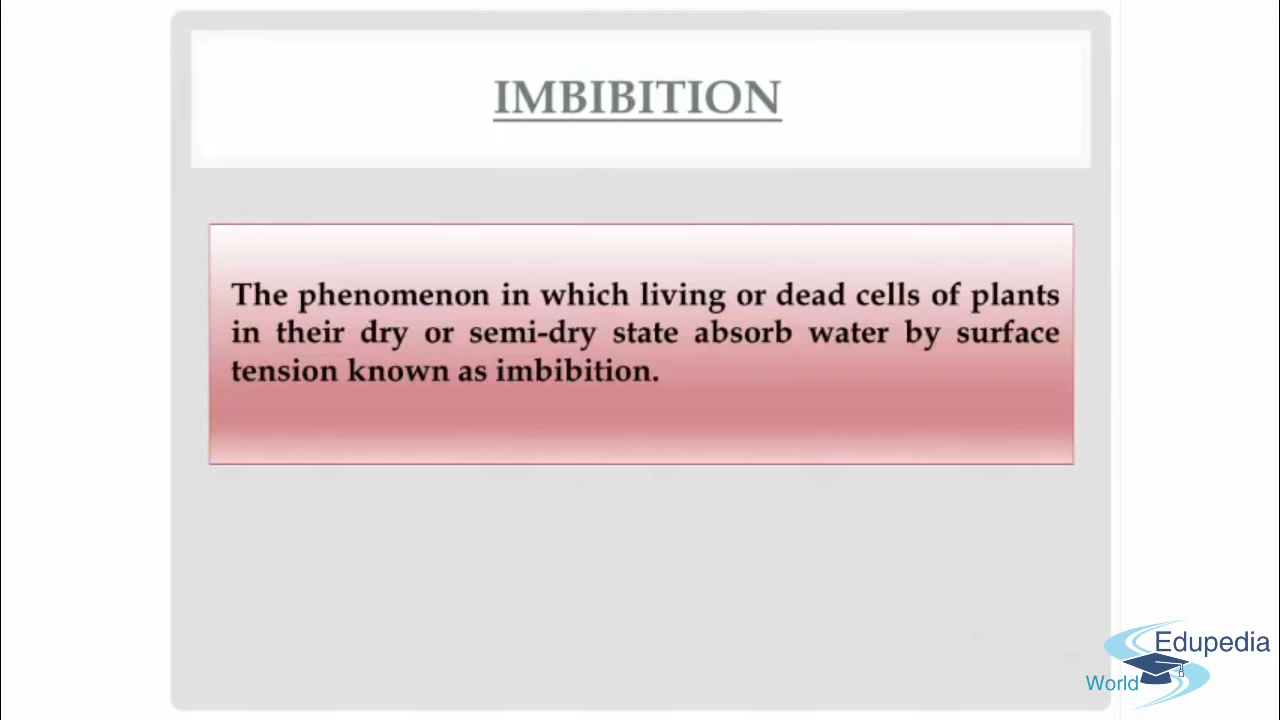 IMBIBITION
The phenomenon in which living or dead cells of plants
in their dry or semi-dry state absorb water by surface
tension known as imbibition.
Edupedia
World